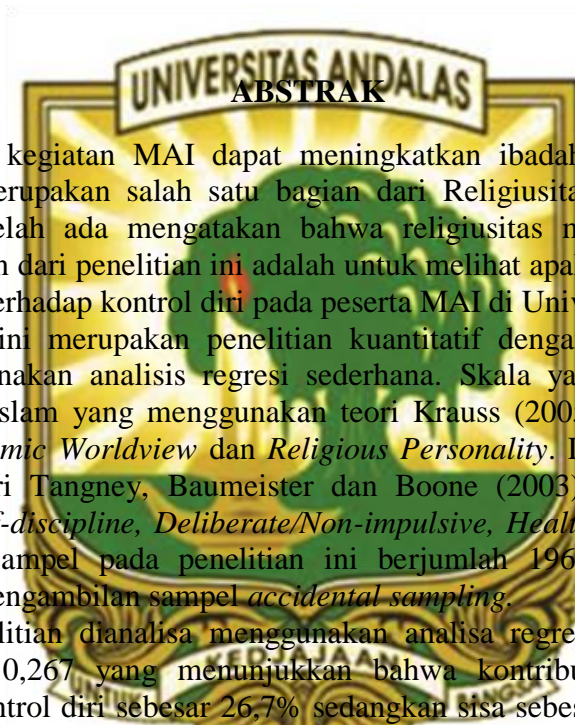 UNIVERSITAS ANDALAS
ABSTRAK
kegiatan MAI dapat meningkatkan ibadah
erupakan salah satu bagian dari Religiusita
elah ada mengatakan bahwa religiusitas m
n dari penelitian ini adalah untuk melihat apa
erhadap kontrol diri pada peserta MAI di Univ
ini merupakan penelitian kuantitatif denga
nakan analisis regresi sederhana. Skala ya
slam yang menggunakan teori Krauss (200
mic Worldview dan Religious Personality.
ri Tangney, Baumeister dan Boone (2003)
f-discipline, Deliberate/Non-impulsive, Heal
ampel pada penelitian ini berjumlah 196
engambilan sampel accidental sampling.
litian dianalisa menggunakan analisa regre
0,267 yang menunjukkan bahwa kontribu
ntrol diri sebesar 26,7% sedangkan sisa sebe
UNTUK KEDJAJAAN BANGSA